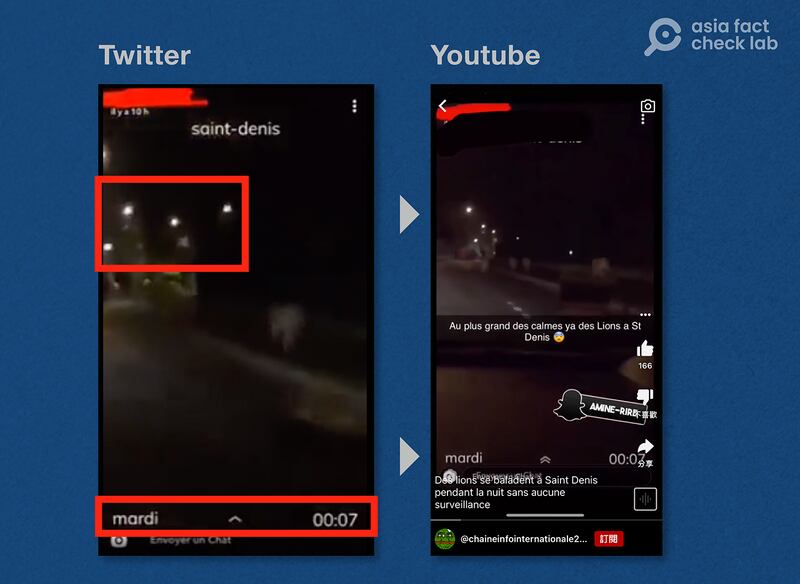 asia fact
check lab
Twitter
Youtube
il y a 10 h
saint-denis
Au plus grand des calmes ya des Lions a St
Denis 😨
166
AMINE-RIRB
不喜歡
分享
mardi
00:07
mardi
00:07
Envoyer un Chat
Des lions se baladent à Saint Denis
pendant la nuit sans aucune
surveillance
@chaineinfointernationale2...
訂閱